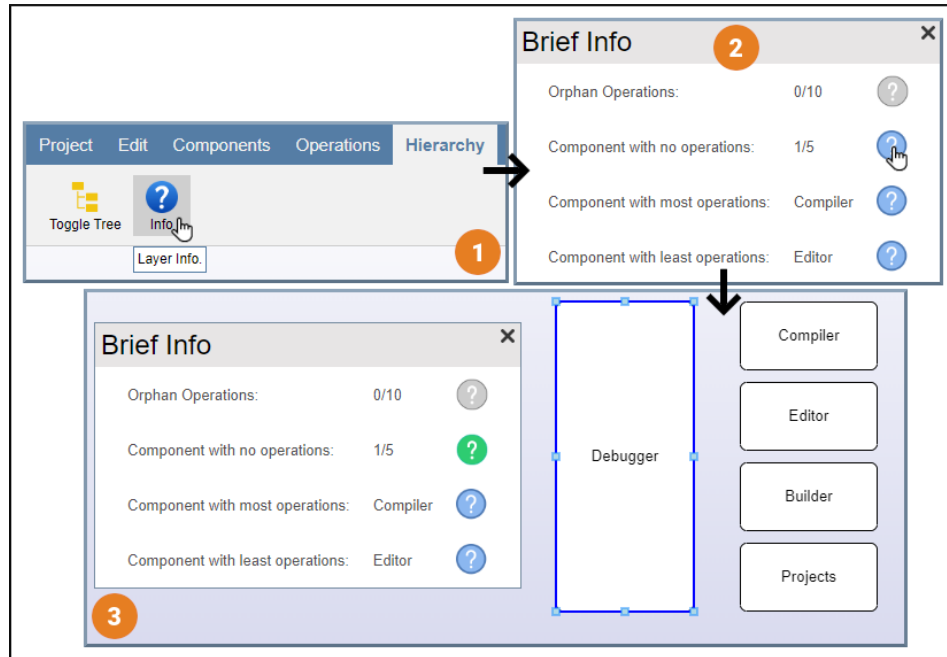 Project Edit Components Operations Hierarchy
Toggle Tree Info
Layer Info.
1
Brief Info
2
Orphan Operations: 0/10 ?
Component with no operations: 1/5 ?
Component with most operations: Compiler ?
Component with least operations: Editor ?
Brief Info
Orphan Operations: 0/10 ?
Component with no operations: 1/5 ?
Component with most operations: Compiler ?
Component with least operations: Editor ?
3
Debugger
Compiler
Editor
Builder
Projects